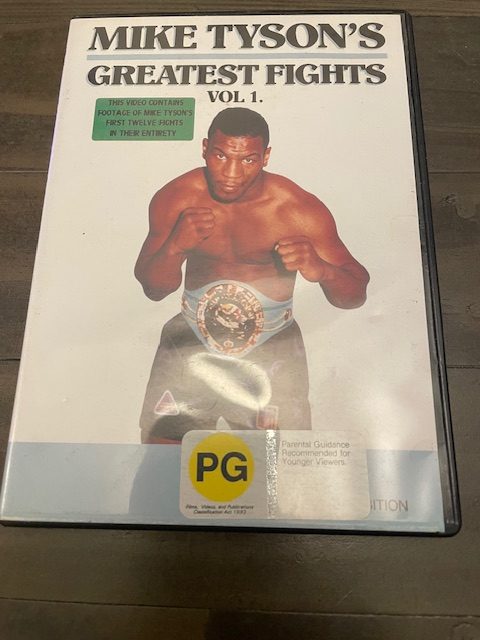 MIKE TYSON'S
GREATEST FIGHTS
VOL 1.
THIS VIDEO CONTAINS
FOOTAGE OF MIKE TYSON'S
FIRST TWELVE FIGHTS
IN THEIR ENTIRETY
PG
Parental Guidance
Recommended for
Younger Viewers.
Films, Videos, and Publications
Classification Act 1993